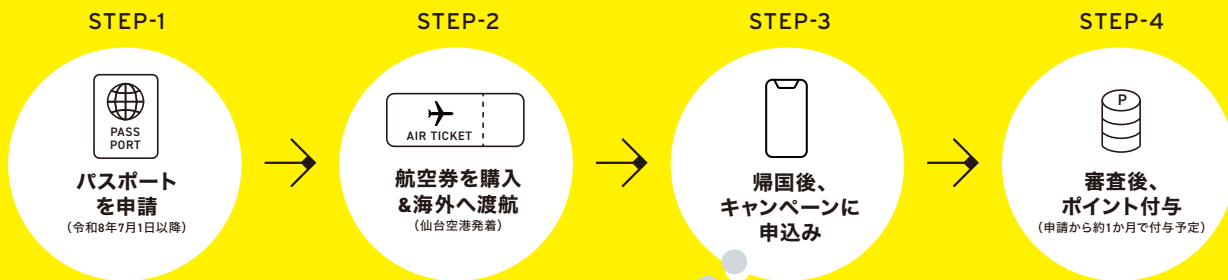 STEP-1
PASS
PORT
パスポート
を申請
(令和8年7月1日以降)
STEP-2
AIR TICKET
航空券を購入
&海外へ渡航
(仙台空港発着)
STEP-3
帰国後、
キャンペーンに
申込み
STEP-4
P
審査後、
ポイント付与
(申請から約1か月で付与予定)